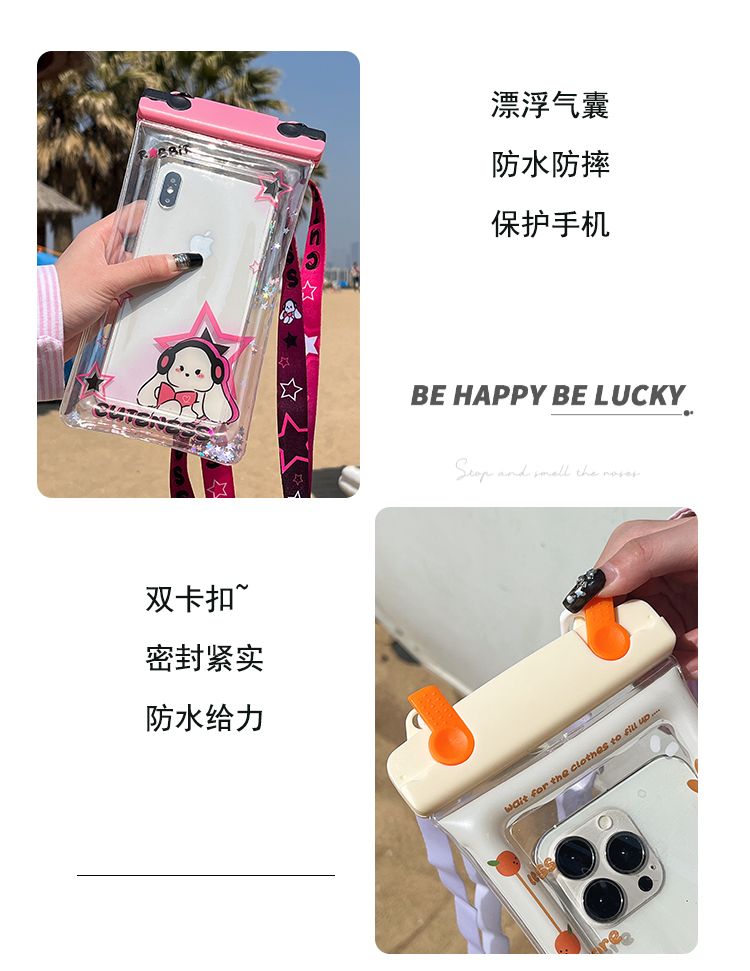 漂浮气囊
防水防摔
保护手机
RABBIT
CUTENESS
BE HAPPY BE LUCKY
Stop and smell the roses
双卡扣~
密封紧实
防水给力
Wait for the clothes to fill up....